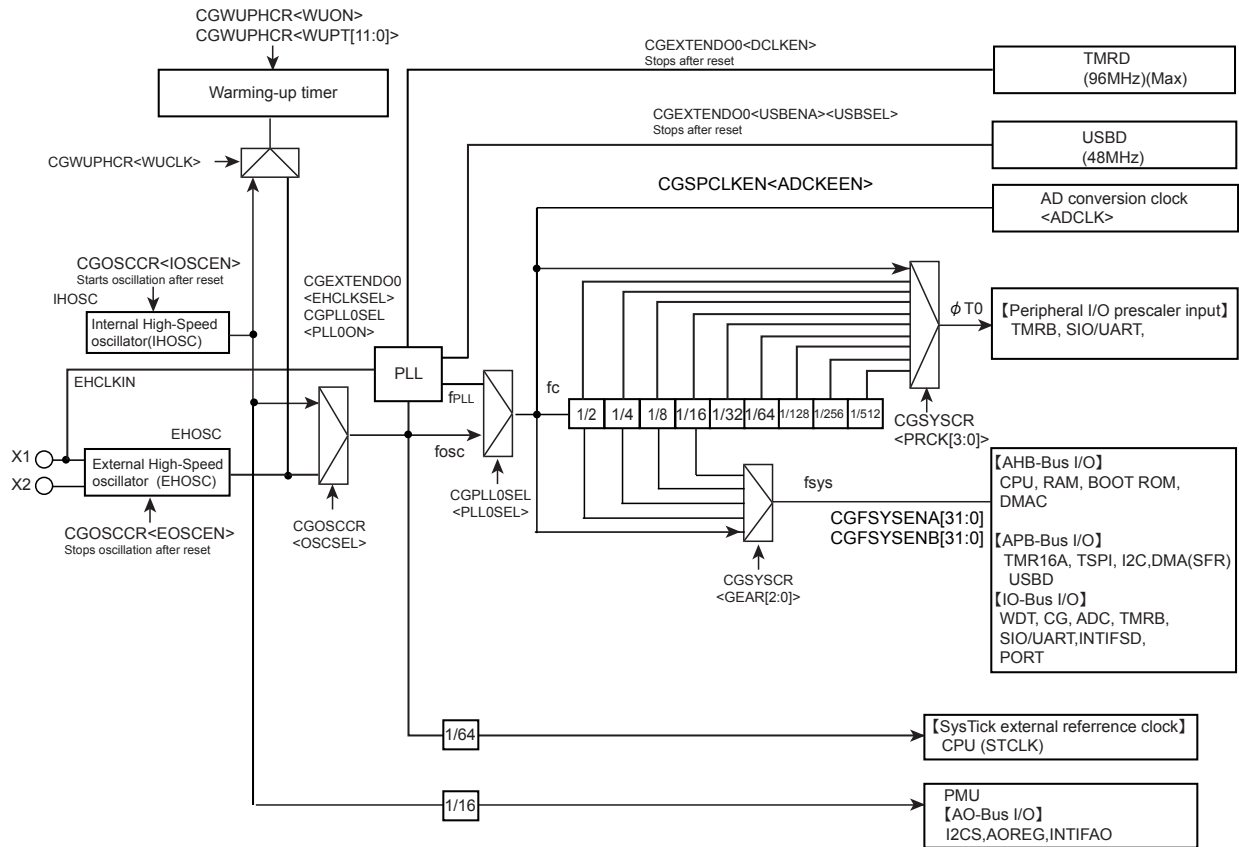 CGWUPHCR<WUON>
CGWUPHCR<WUPT[11:0]>
Warming-up timer
CGWUPHCR<WUCLK>
CGEXTENDO0<DCLKEN>
Stops after reset
TMRD
(96MHz)(Max)
CGEXTENDO0<USBENA><USBSEL>
Stops after reset
USBD
(48MHz)
CGSPCLKEN<ADCKEEN>
AD conversion clock
<ADCLK>
CGOSCCR<IOSCEN>
Starts oscillation after reset
IHOSC
Internal High-Speed
oscillator(IHOSC)
CGEXTENDO0
<EHCLKSEL>
CGPLL0SEL
<PLL0ON>
PLL
EHCLKIN
fPLL
fosc
fc
1/2
1/4
1/8
1/16
1/32
1/64
1/128
1/256
1/512
ϕT0
【Peripheral I/O prescaler input】
TMRB, SIO/UART,
CGSYSCR
<PRCK[3:0]>
EHOSC
X1
X2
External High-Speed
oscillator (EHOSC)
CGOSCCR<EOSCEN>
Stops oscillation after reset
CGOSCCR
<OSCSEL>
CGPLL0SEL
<PLL0SEL>
fsys
CGFSYSENA[31:0]
CGFSYSENB[31:0]
CGSYSCR
<GEAR[2:0]>
【AHB-Bus I/O】
CPU, RAM, BOOT ROM,
DMAC
【APB-Bus I/O】
TMR16A, TSPI, I2C,DMA(SFR)
USBD
【IO-Bus I/O】
WDT, CG, ADC, TMRB,
SIO/UART,INTIFSD,
PORT
1/64
【SysTick external referrence clock】
CPU (STCLK)
1/16
PMU
【AO-Bus I/O】
I2CS,AOREG,INTIFAO